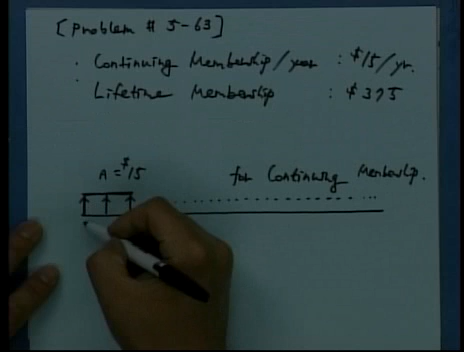 [Problem # 5-63]
· Continuing Membership/year : $15/yr.
· Lifetime Membership : $375
A = $15 for Continuing Membership.